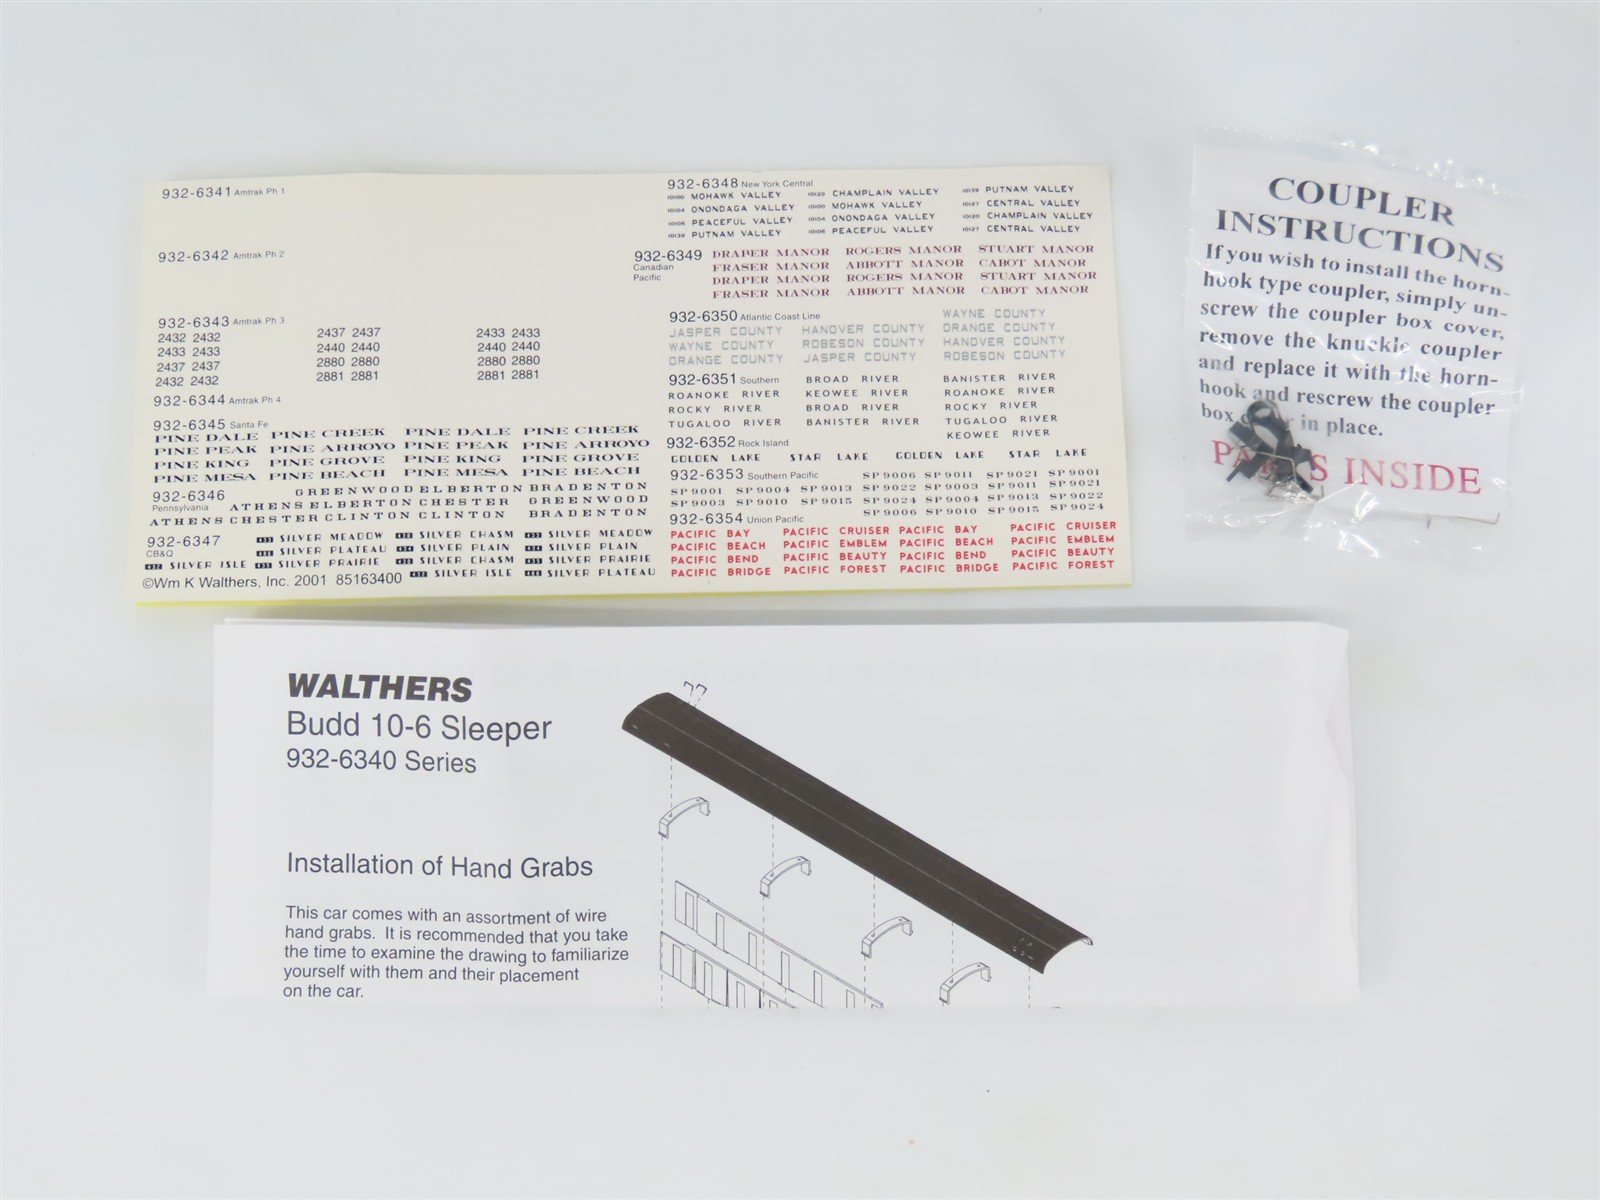 932-6341 Amtrak Ph 1
932-6342 Amtrak Ph 2
932-6343 Amtrak Ph 3
2432 2432 2437 2437 2433 2433
2433 2433 2440 2440 2440 2440
2437 2437 2880 2880 2880 2880
2432 2432 2881 2881 2881 2881
932-6344 Amtrak Ph 4
932-6345 Santa Fe
PINE DALE PINE CREEK PINE DALE PINE CREEK
PINE PEAK PINE ARROYO PINE PEAK PINE ARROYO
PINE KING PINE GROVE PINE KING PINE GROVE
PINE MESA PINE BEACH PINE MESA PINE BEACH
932-6346 GREENWOOD ELBERTON BRADENTON
Pennsylvania ATHENS ELBERTON CHESTER GREENWOOD
ATHENS CHESTER CLINTON CLINTON BRADENTON
932-6347 433 SILVER MEADOW 430 SILVER CHASM 433 SILVER MEADOW
CB&Q SILVER PLATEAU 434 SILVER PLAIN 434 SILVER PLAIN
432 SILVER ISLE 435 SILVER PRAIRIE 430 SILVER CHASM 435 SILVER PRAIRIE
©Wm K Walthers, Inc. 2001 85163400 432 SILVER ISLE SILVER PLATEAU
932-6348 New York Central
10100 MOHAWK VALLEY 10120 CHAMPLAIN VALLEY 10139 PUTNAM VALLEY
10104 ONONDAGA VALLEY 10100 MOHAWK VALLEY 10127 CENTRAL VALLEY
10106 PEACEFUL VALLEY 10104 ONONDAGA VALLEY 10120 CHAMPLAIN VALLEY
10139 PUTNAM VALLEY 10106 PEACEFUL VALLEY 10127 CENTRAL VALLEY
932-6349 DRAPER MANOR ROGERS MANOR STUART MANOR
Canadian FRASER MANOR ABBOTT MANOR CABOT MANOR
Pacific DRAPER MANOR ROGERS MANOR STUART MANOR
FRASER MANOR ABBOTT MANOR CABOT MANOR
932-6350 Atlantic Coast Line WAYNE COUNTY
JASPER COUNTY HANOVER COUNTY ORANGE COUNTY
WAYNE COUNTY ROBESON COUNTY HANOVER COUNTY
ORANGE COUNTY JASPER COUNTY ROBESON COUNTY
932-6351 Southern BROAD RIVER BANISTER RIVER
ROANOKE RIVER KEOWEE RIVER ROANOKE RIVER
ROCKY RIVER BROAD RIVER ROCKY RIVER
TUGALOO RIVER BANISTER RIVER TUGALOO RIVER
KEOWEE RIVER
932-6352 Rock Island
GOLDEN LAKE STAR LAKE GOLDEN LAKE STAR LAKE
932-6353 Southern Pacific SP 9006 SP 9011 SP 9021 SP 9001
SP 9001 SP 9004 SP 9013 SP 9022 SP 9003 SP 9011 SP 9021
SP 9003 SP 9010 SP 9015 SP 9024 SP 9004 SP 9013 SP 9022
SP 9006 SP 9010 SP 9015 SP 9024
932-6354 Union Pacific
PACIFIC BAY PACIFIC CRUISER PACIFIC BAY PACIFIC CRUISER
PACIFIC BEACH PACIFIC EMBLEM PACIFIC BEACH PACIFIC EMBLEM
PACIFIC BEND PACIFIC BEAUTY PACIFIC BEND PACIFIC BEAUTY
PACIFIC BRIDGE PACIFIC FOREST PACIFIC BRIDGE PACIFIC FOREST
COUPLER
INSTRUCTIONS
If you wish to install the horn-
hook type coupler, simply un-
screw the coupler box cover,
remove the knuckle coupler
and replace it with the horn-
hook and rescrew the coupler
box in place.
INSIDE
WALTHERS
Budd 10-6 Sleeper
932-6340 Series
Installation of Hand Grabs
This car comes with an assortment of wire
hand grabs. It is recommended that you take
the time to examine the drawing to familiarize
yourself with them and their placement
on the car.